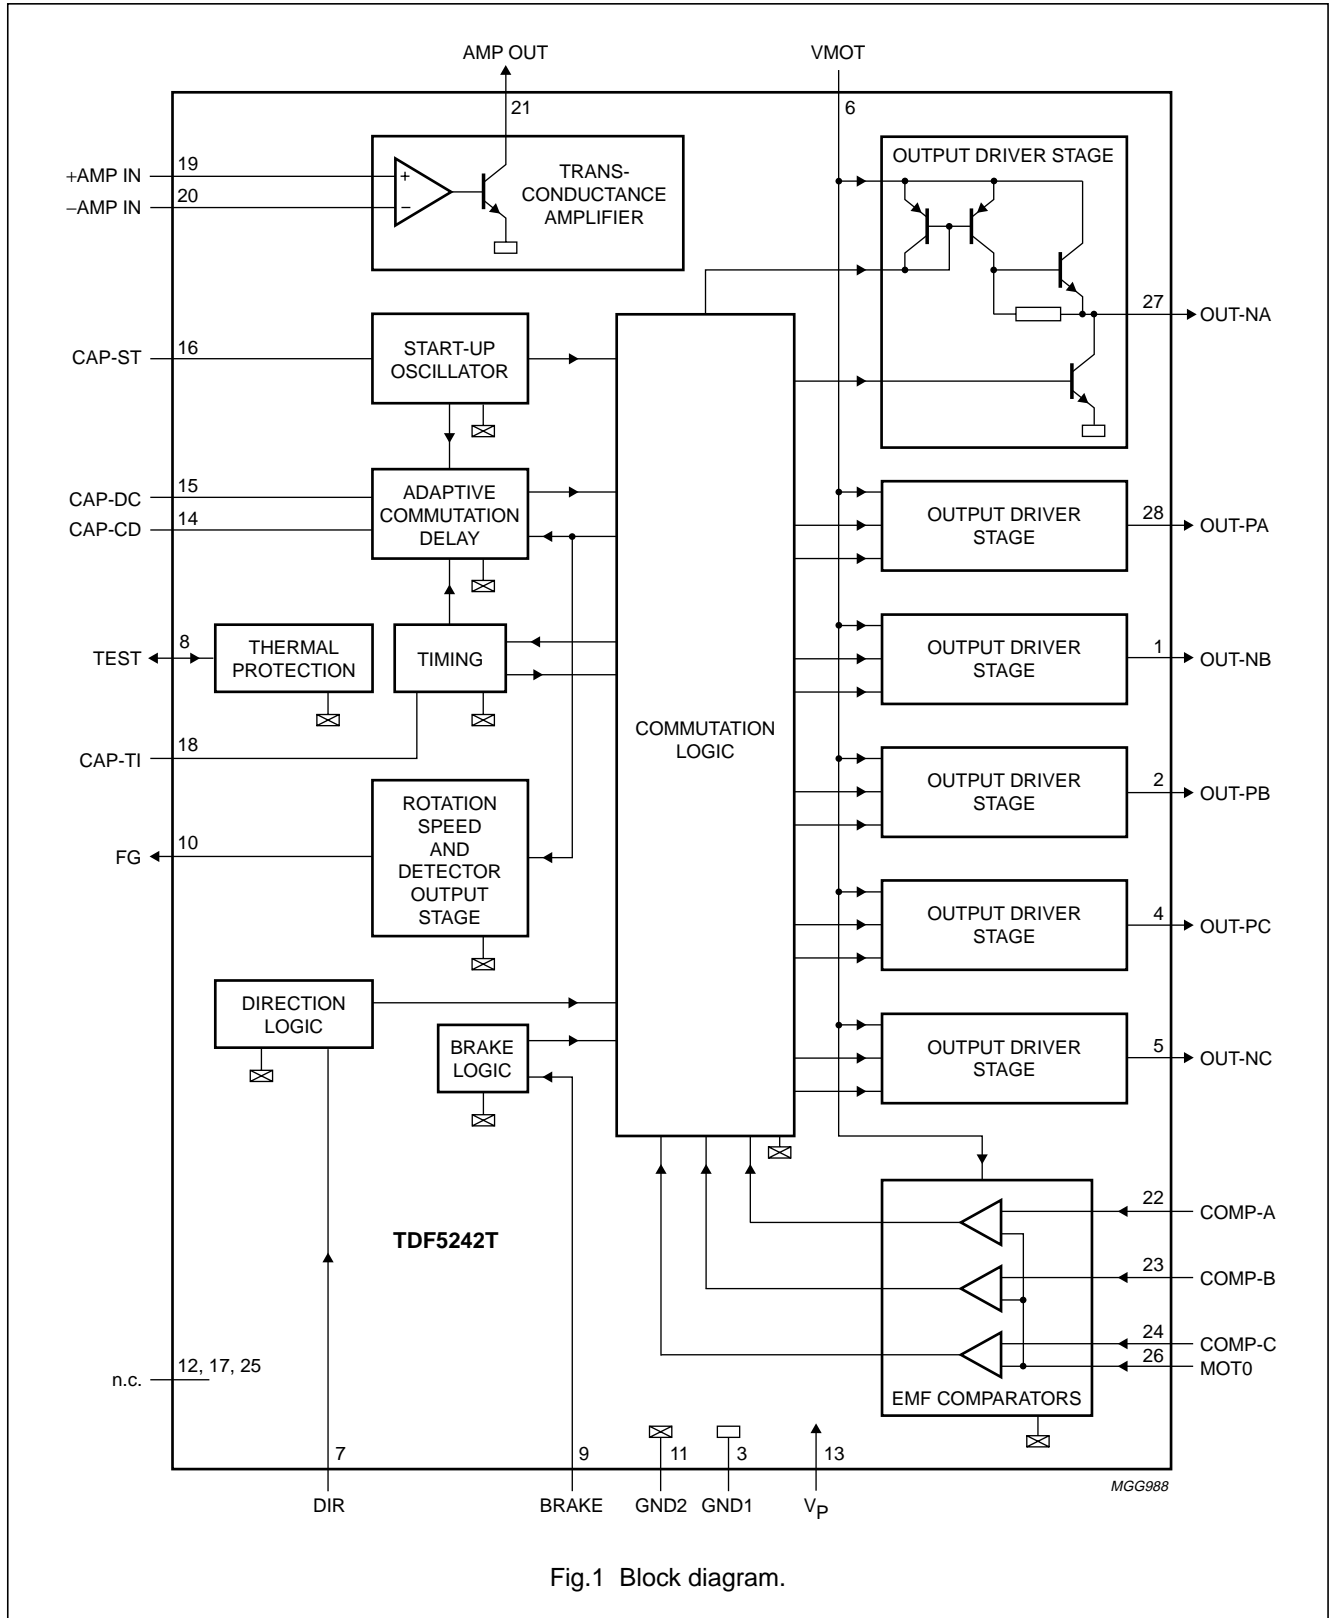 AMP OUT
VMOT
21
6
+AMP IN
19
−AMP IN
20
+
−
TRANS-
CONDUCTANCE
AMPLIFIER
OUTPUT DRIVER STAGE
27
OUT-NA
CAP-ST
16
START-UP
OSCILLATOR
CAP-DC
15
CAP-CD
14
ADAPTIVE
COMMUTATION
DELAY
OUTPUT DRIVER
STAGE
28
OUT-PA
TEST
8
THERMAL
PROTECTION
TIMING
OUTPUT DRIVER
STAGE
1
OUT-NB
CAP-TI
18
COMMUTATION
LOGIC
OUTPUT DRIVER
STAGE
2
OUT-PB
FG
10
ROTATION
SPEED
AND
DETECTOR
OUTPUT
STAGE
OUTPUT DRIVER
STAGE
4
OUT-PC
DIRECTION
LOGIC
BRAKE
LOGIC
OUTPUT DRIVER
STAGE
5
OUT-NC
TDF5242T
22
COMP-A
23
COMP-B
24
COMP-C
26
MOT0
EMF COMPARATORS
n.c.
12, 17, 25
7
9
11
3
13
DIR
BRAKE
GND2
GND1
VP
MGG988
Fig.1 Block diagram.